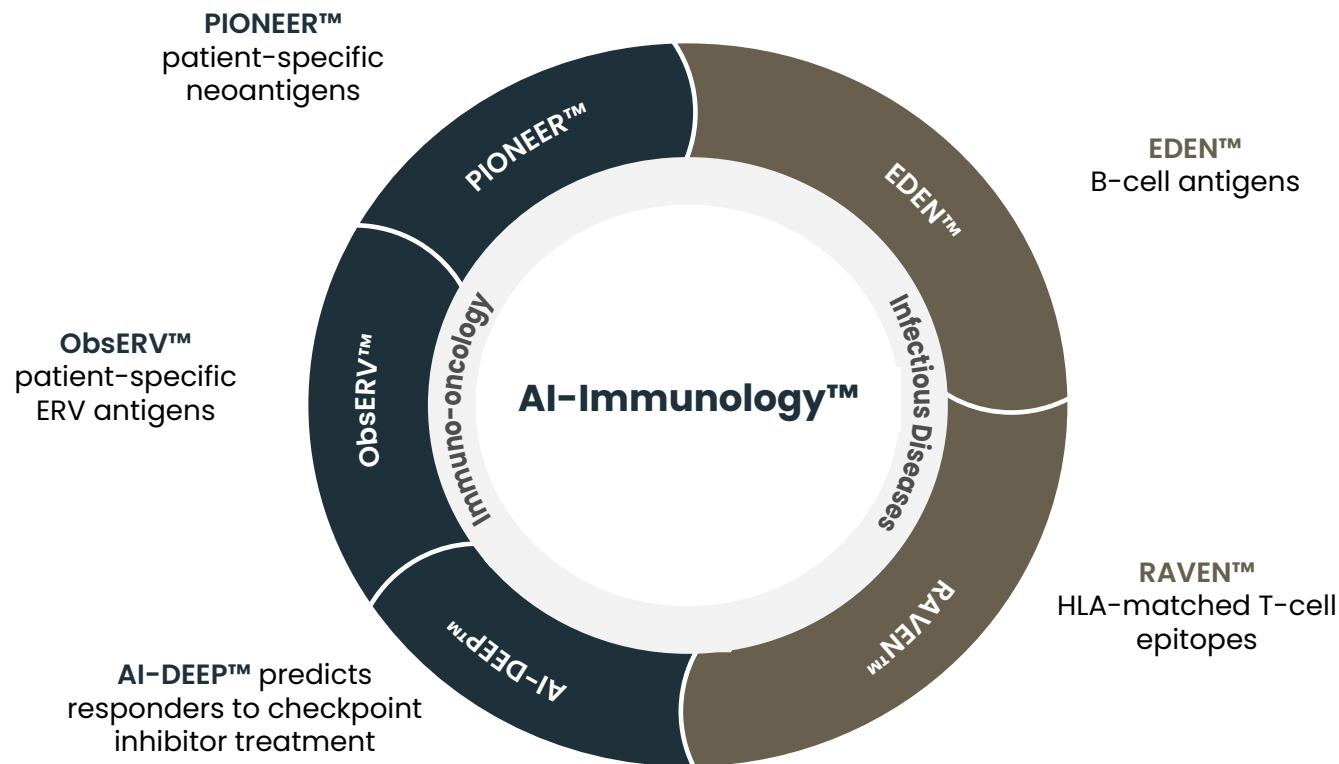 PIONEER™
patient-specific
neoantigens
PIONEER™
EDEN™
EDEN™
B-cell antigens
ObsERV™
patient-specific
ERV antigens
ObsERV™
Immuno-oncology
AI-Immunology™
Infectious Diseases
RAVEN™
RAVEN™
HLA-matched T-cell
epitopes
AI-DEEP™
AI-DEEP™ predicts
responders to checkpoint
inhibitor treatment